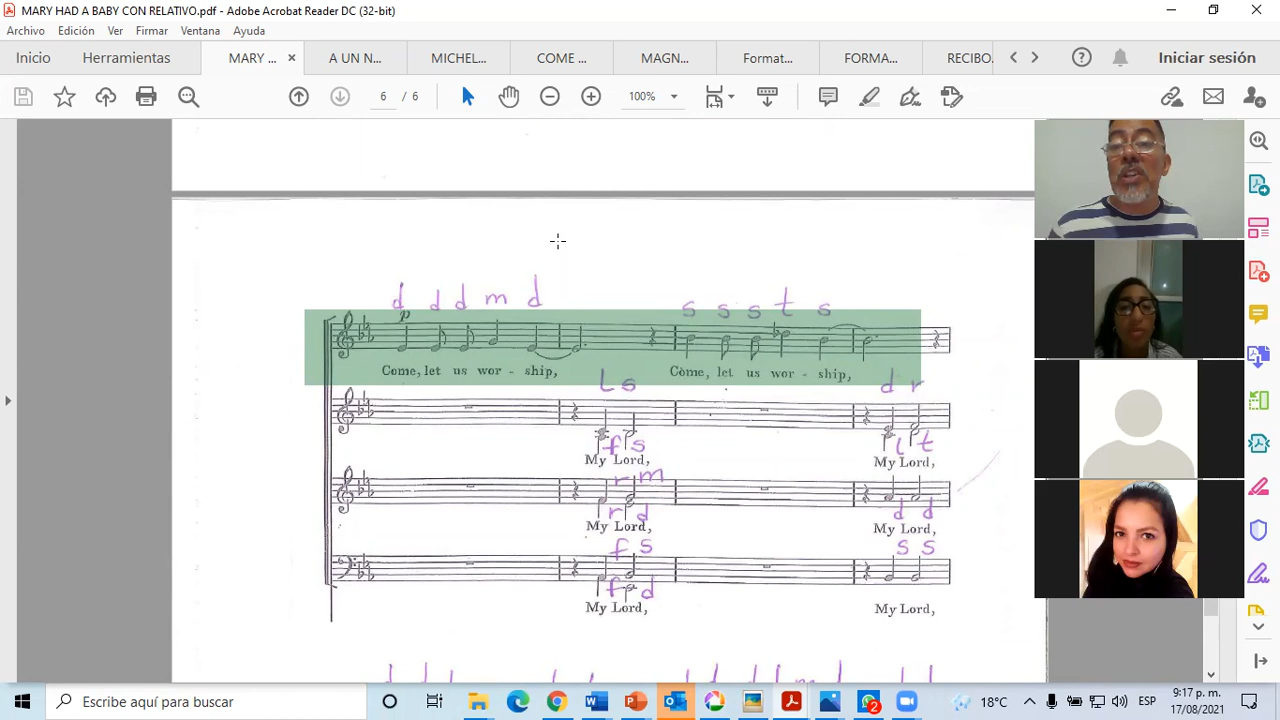 MARY HAD A BABY CON RELATIVO.pdf - Adobe Acrobat Reader DC (32-bit)
Archivo Edición Ver Firmar Ventana Ayuda
Inicio Herramientas MARY ... A UN N... MICHEL... COME ... MAGN... Format... FORMA... RECIBO. Iniciar sesión
6 / 6 100%
d d d m d s s s t s
p
Come, let us wor - ship, Come, let us wor - ship,
l s d r
f s l t
My Lord, My Lord,
r m
r d d d
My Lord, My Lord,
f s s s
f d
My Lord, My Lord,
Escribe aquí para buscar
2
18°C
ESP
9:17 p. m.
17/08/2021